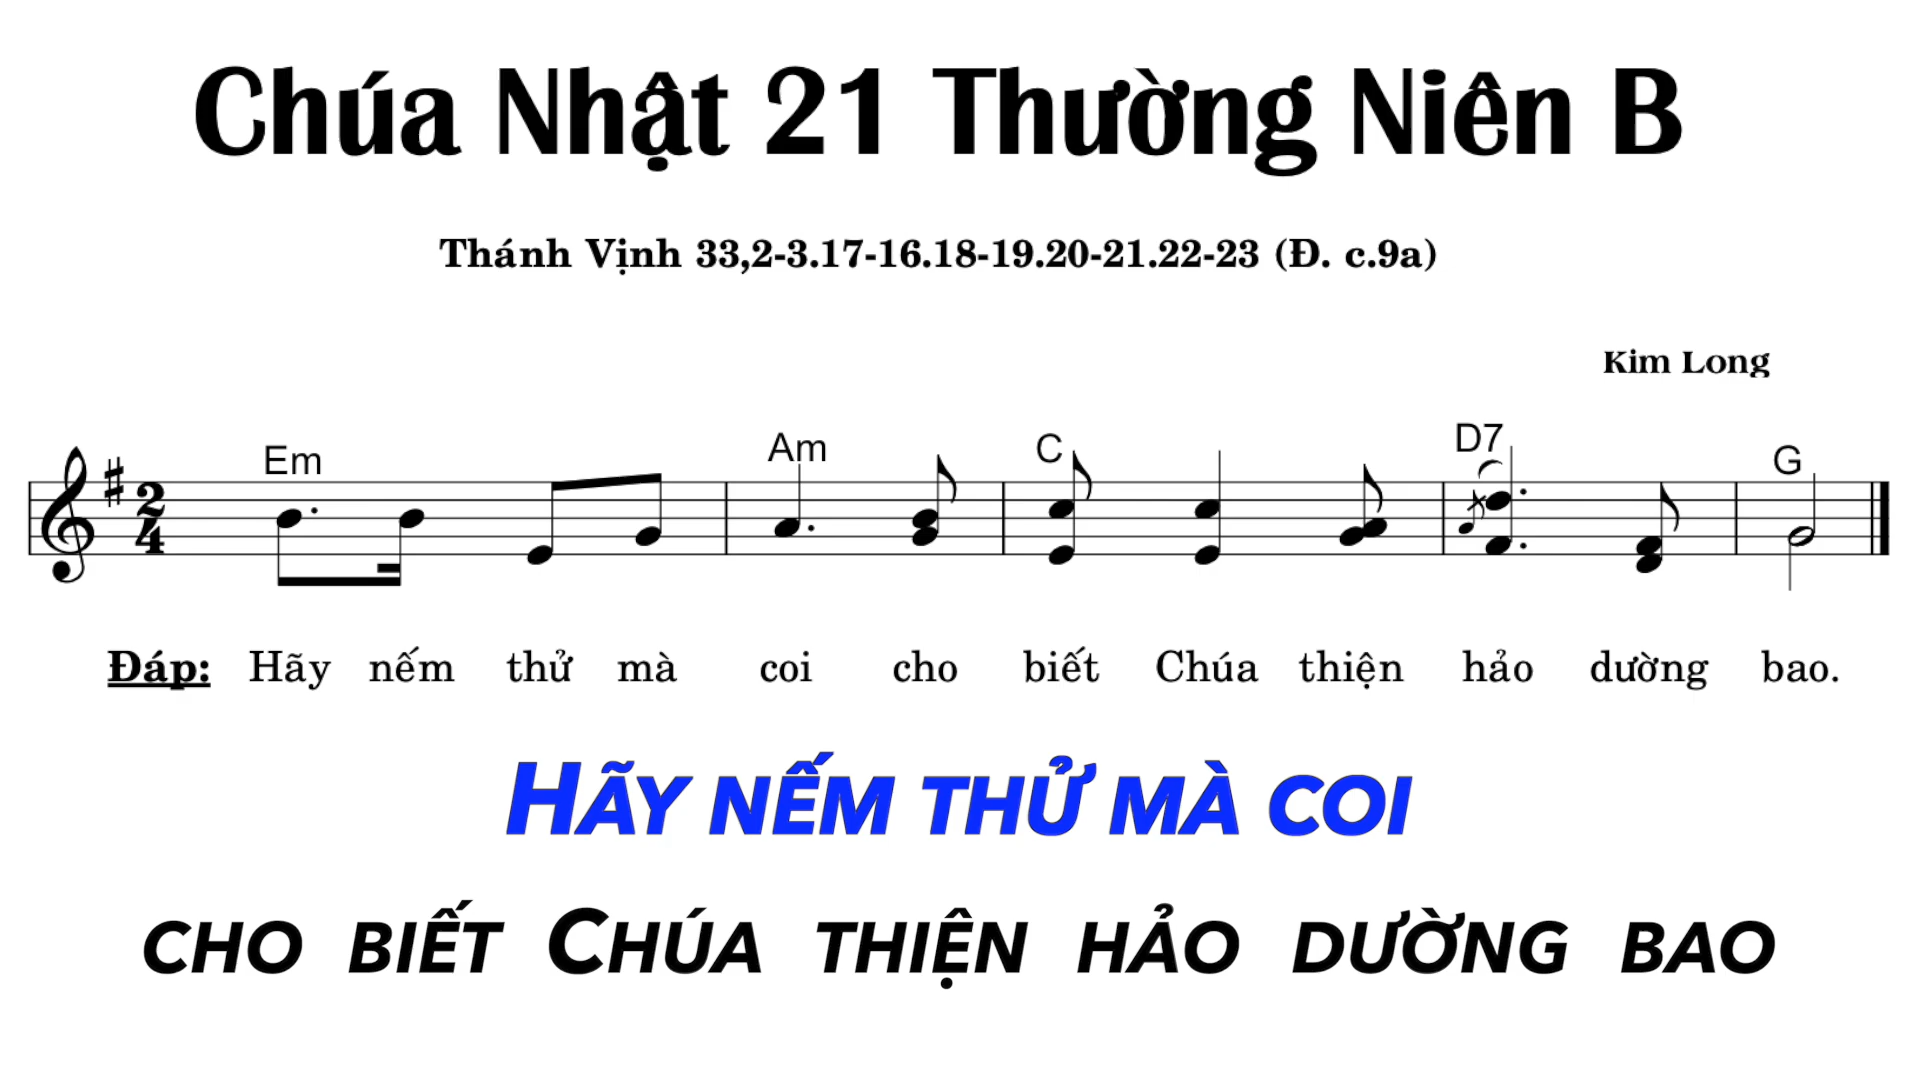 Chúa Nhật 21 Thường Niên B
Thánh Vịnh 33,2-3.17-16.18-19.20-21.22-23 (Đ. c.9a)
Kim Long
Em Am C D7 G
2
4
Đáp: Hãy nếm thử mà coi cho biết Chúa thiện hảo dường bao.
HÃY NẾM THỬ MÀ COI
CHO BIẾT CHÚA THIỆN HẢO DƯỜNG BAO